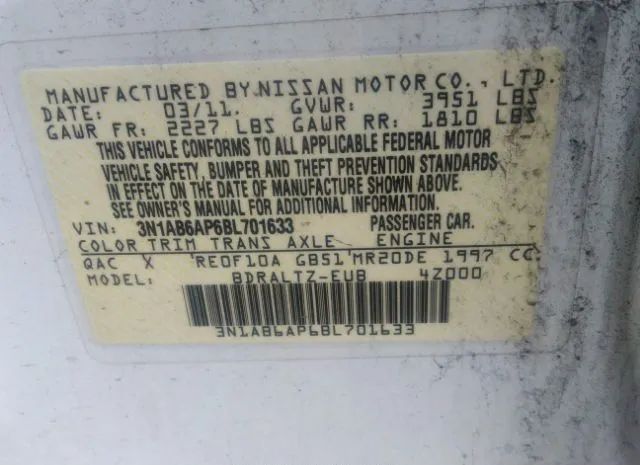 MANUFACTURED BY NISSAN MOTOR CO., LTD.
DATE: 03/11. GVWR: 3951 LBS
GAWR FR: 2227 LBS GAWR RR: 1810 LBS
THIS VEHICLE CONFORMS TO ALL APPLICABLE FEDERAL MOTOR
VEHICLE SAFETY, BUMPER AND THEFT PREVENTION STANDARDS
IN EFFECT ON THE DATE OF MANUFACTURE SHOWN ABOVE.
SEE OWNER'S MANUAL FOR ADDITIONAL INFORMATION.
VIN: 3N1AB6AP6BL701633 PASSENGER CAR.
COLOR TRIM TRANS AXLE ENGINE
QAC X RE0F10A GB51 MR20DE 1997 CC
MODEL: BDRALTZ-EUB 4Z000
3N1AB6AP6BL701633